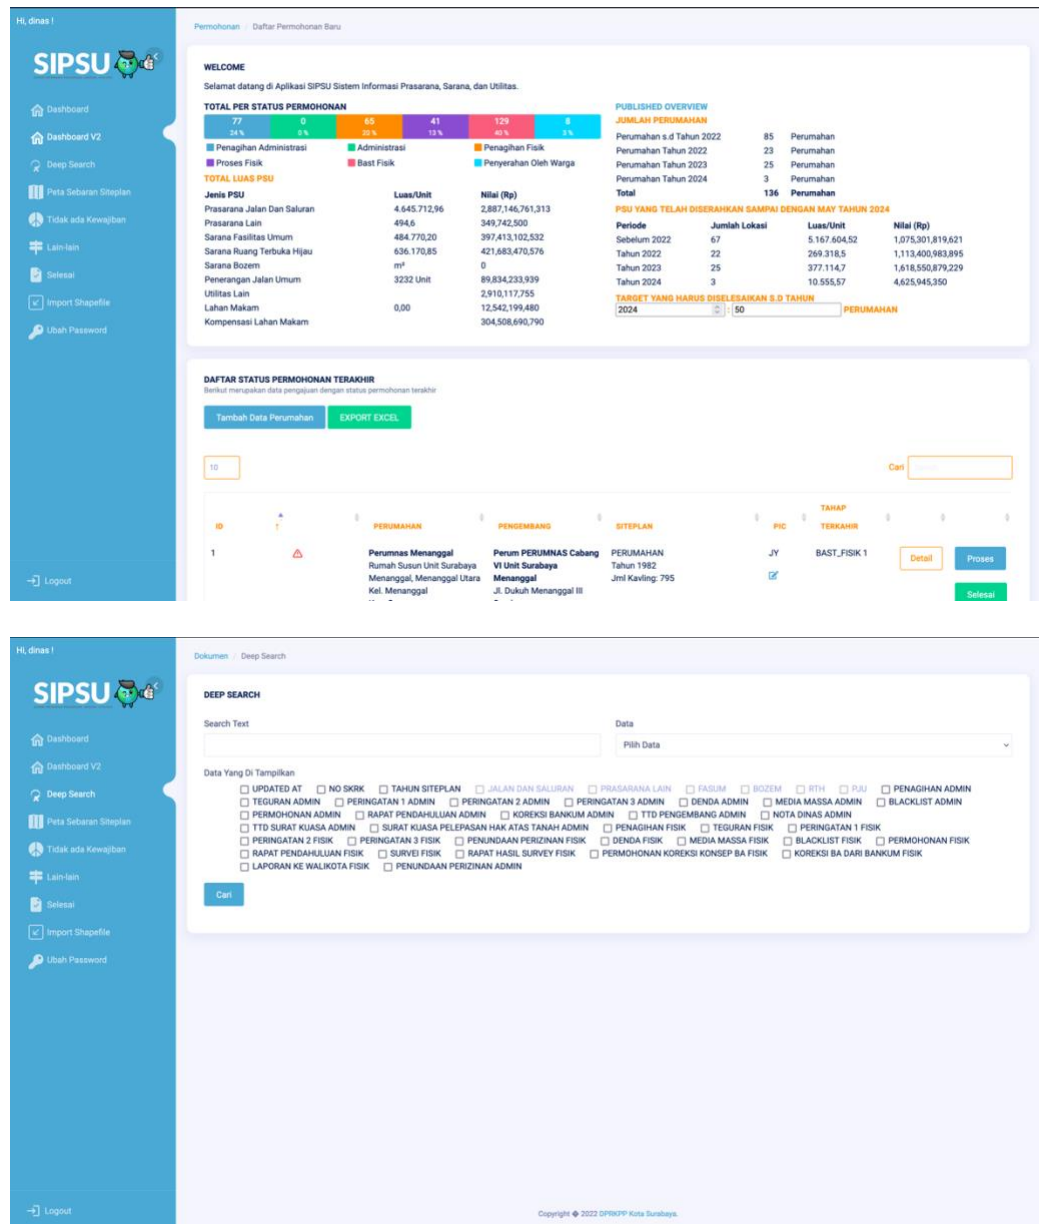 Hi, dinas !
SIPSU
Dashboard
Dashboard V2
Deep Search
Peta Sebaran Siteplan
Tidak ada Kewajiban
Lain-lain
Selesai
Import Shapefile
Ubah Password
Logout
Permohonan / Daftar Permohonan Baru
WELCOME
Selamat datang di Aplikasi SIPSU Sistem Informasi Prasarana, Sarana, dan Utilitas.
TOTAL PER STATUS PERMOHONAN
77 0 65 41 129 8
24 % 0 % 20 % 13 % 40 % 2 %
Penagihan Administrasi Administrasi Penagihan Fisik
Proses Fisik Bast Fisik Penyerahan Oleh Warga
TOTAL LUAS PSU
Jenis PSU Luas/Unit Nilai (Rp)
Prasarana Jalan Dan Saluran 4.645.712,96 2,887,146,761,313
Prasarana Lain 494,6 349,742,500
Sarana Fasilitas Umum 484.770,20 397,413,102,532
Sarana Ruang Terbuka Hijau 636.170,85 421,683,470,576
Sarana Bozem m² 0
Penerangan Jalan Umum 3232 Unit 89,834,233,939
Utilitas Lain 2,910,117,755
Lahan Makam 0,00 12,542,199,480
Kompensasi Lahan Makam 304,508,690,790
PUBLISHED OVERVIEW
JUMLAH PERUMAHAN
Perumahan s.d Tahun 2022 85 Perumahan
Perumahan Tahun 2022 23 Perumahan
Perumahan Tahun 2023 25 Perumahan
Perumahan Tahun 2024 3 Perumahan
Total 136 Perumahan
PSU YANG TELAH DISERAHKAN SAMPAI DENGAN MAY TAHUN 2024
Periode Jumlah Lokasi Luas/Unit Nilai (Rp)
Sebelum 2022 67 5.167.604,52 1,075,301,819,621
Tahun 2022 22 269.318,5 1,113,400,983,895
Tahun 2023 25 377.114,7 1,618,550,879,229
Tahun 2024 3 10.555,57 4,625,945,350
TARGET YANG HARUS DISELESAIKAN S.D TAHUN
2024 : 50 PERUMAHAN
DAFTAR STATUS PERMOHONAN TERAKHIR
Berikut merupakan data pengajuan dengan status permohonan terakhir
Tambah Data Perumahan EXPORT EXCEL
10 Cari
ID ! PERUMAHAN PENGEMBANG SITEPLAN PIC TAHAP TERKAHIR
1 Perumnas Menanggal Perum PERUMNAS Cabang PERUMAHAN JY BAST_FISIK 1 Detail Proses
Rumah Susun Unit Surabaya VI Unit Surabaya Tahun 1982
Menanggal, Menanggal Utara Menanggal Jml Kavling: 795
Kel. Menanggal Jl. Dukuh Menanggal III Selesai
Hi, dinas !
SIPSU
Dashboard
Dashboard V2
Deep Search
Peta Sebaran Siteplan
Tidak ada Kewajiban
Lain-lain
Selesai
Import Shapefile
Ubah Password
Logout
Dokumen / Deep Search
DEEP SEARCH
Search Text Data
Pilih Data
Data Yang Di Tampilkan
UPDATED AT NO SKRK TAHUN SITEPLAN JALAN DAN SALURAN PRASARANA LAIN FASUM BOZEM RTH PJU PENAGIHAN ADMIN
TEGURAN ADMIN PERINGATAN 1 ADMIN PERINGATAN 2 ADMIN PERINGATAN 3 ADMIN DENDA ADMIN MEDIA MASSA ADMIN BLACKLIST ADMIN
PERMOHONAN ADMIN RAPAT PENDAHULUAN ADMIN KOREKSI BANKUM ADMIN TTD PENGEMBANG ADMIN NOTA DINAS ADMIN
TTD SURAT KUASA ADMIN SURAT KUASA PELEPASAN HAK ATAS TANAH ADMIN PENAGIHAN FISIK TEGURAN FISIK PERINGATAN 1 FISIK
PERINGATAN 2 FISIK PERINGATAN 3 FISIK PENUNDAAN PERIZINAN FISIK DENDA FISIK MEDIA MASSA FISIK BLACKLIST FISIK PERMOHONAN FISIK
RAPAT PENDAHULUAN FISIK SURVEI FISIK RAPAT HASIL SURVEY FISIK PERMOHONAN KOREKSI KONSEP BA FISIK KOREKSI BA DARI BANKUM FISIK
LAPORAN KE WALIKOTA FISIK PENUNDAAN PERIZINAN ADMIN
Cari
Copyright � 2022 DPRKPP Kota Surabaya.